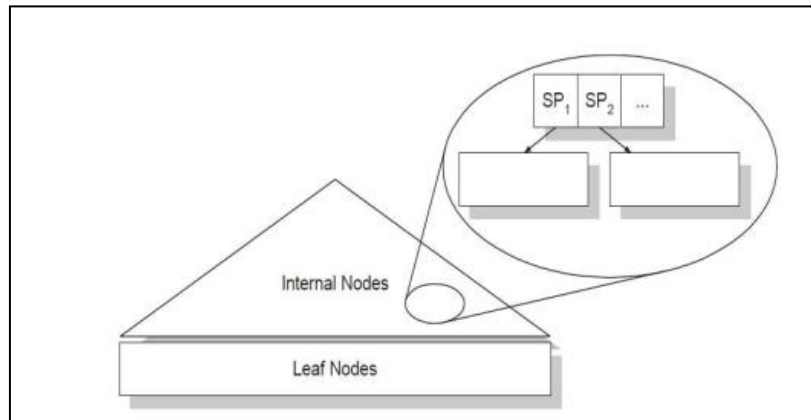 SP₁ SP₂ ...
Internal Nodes
Leaf Nodes